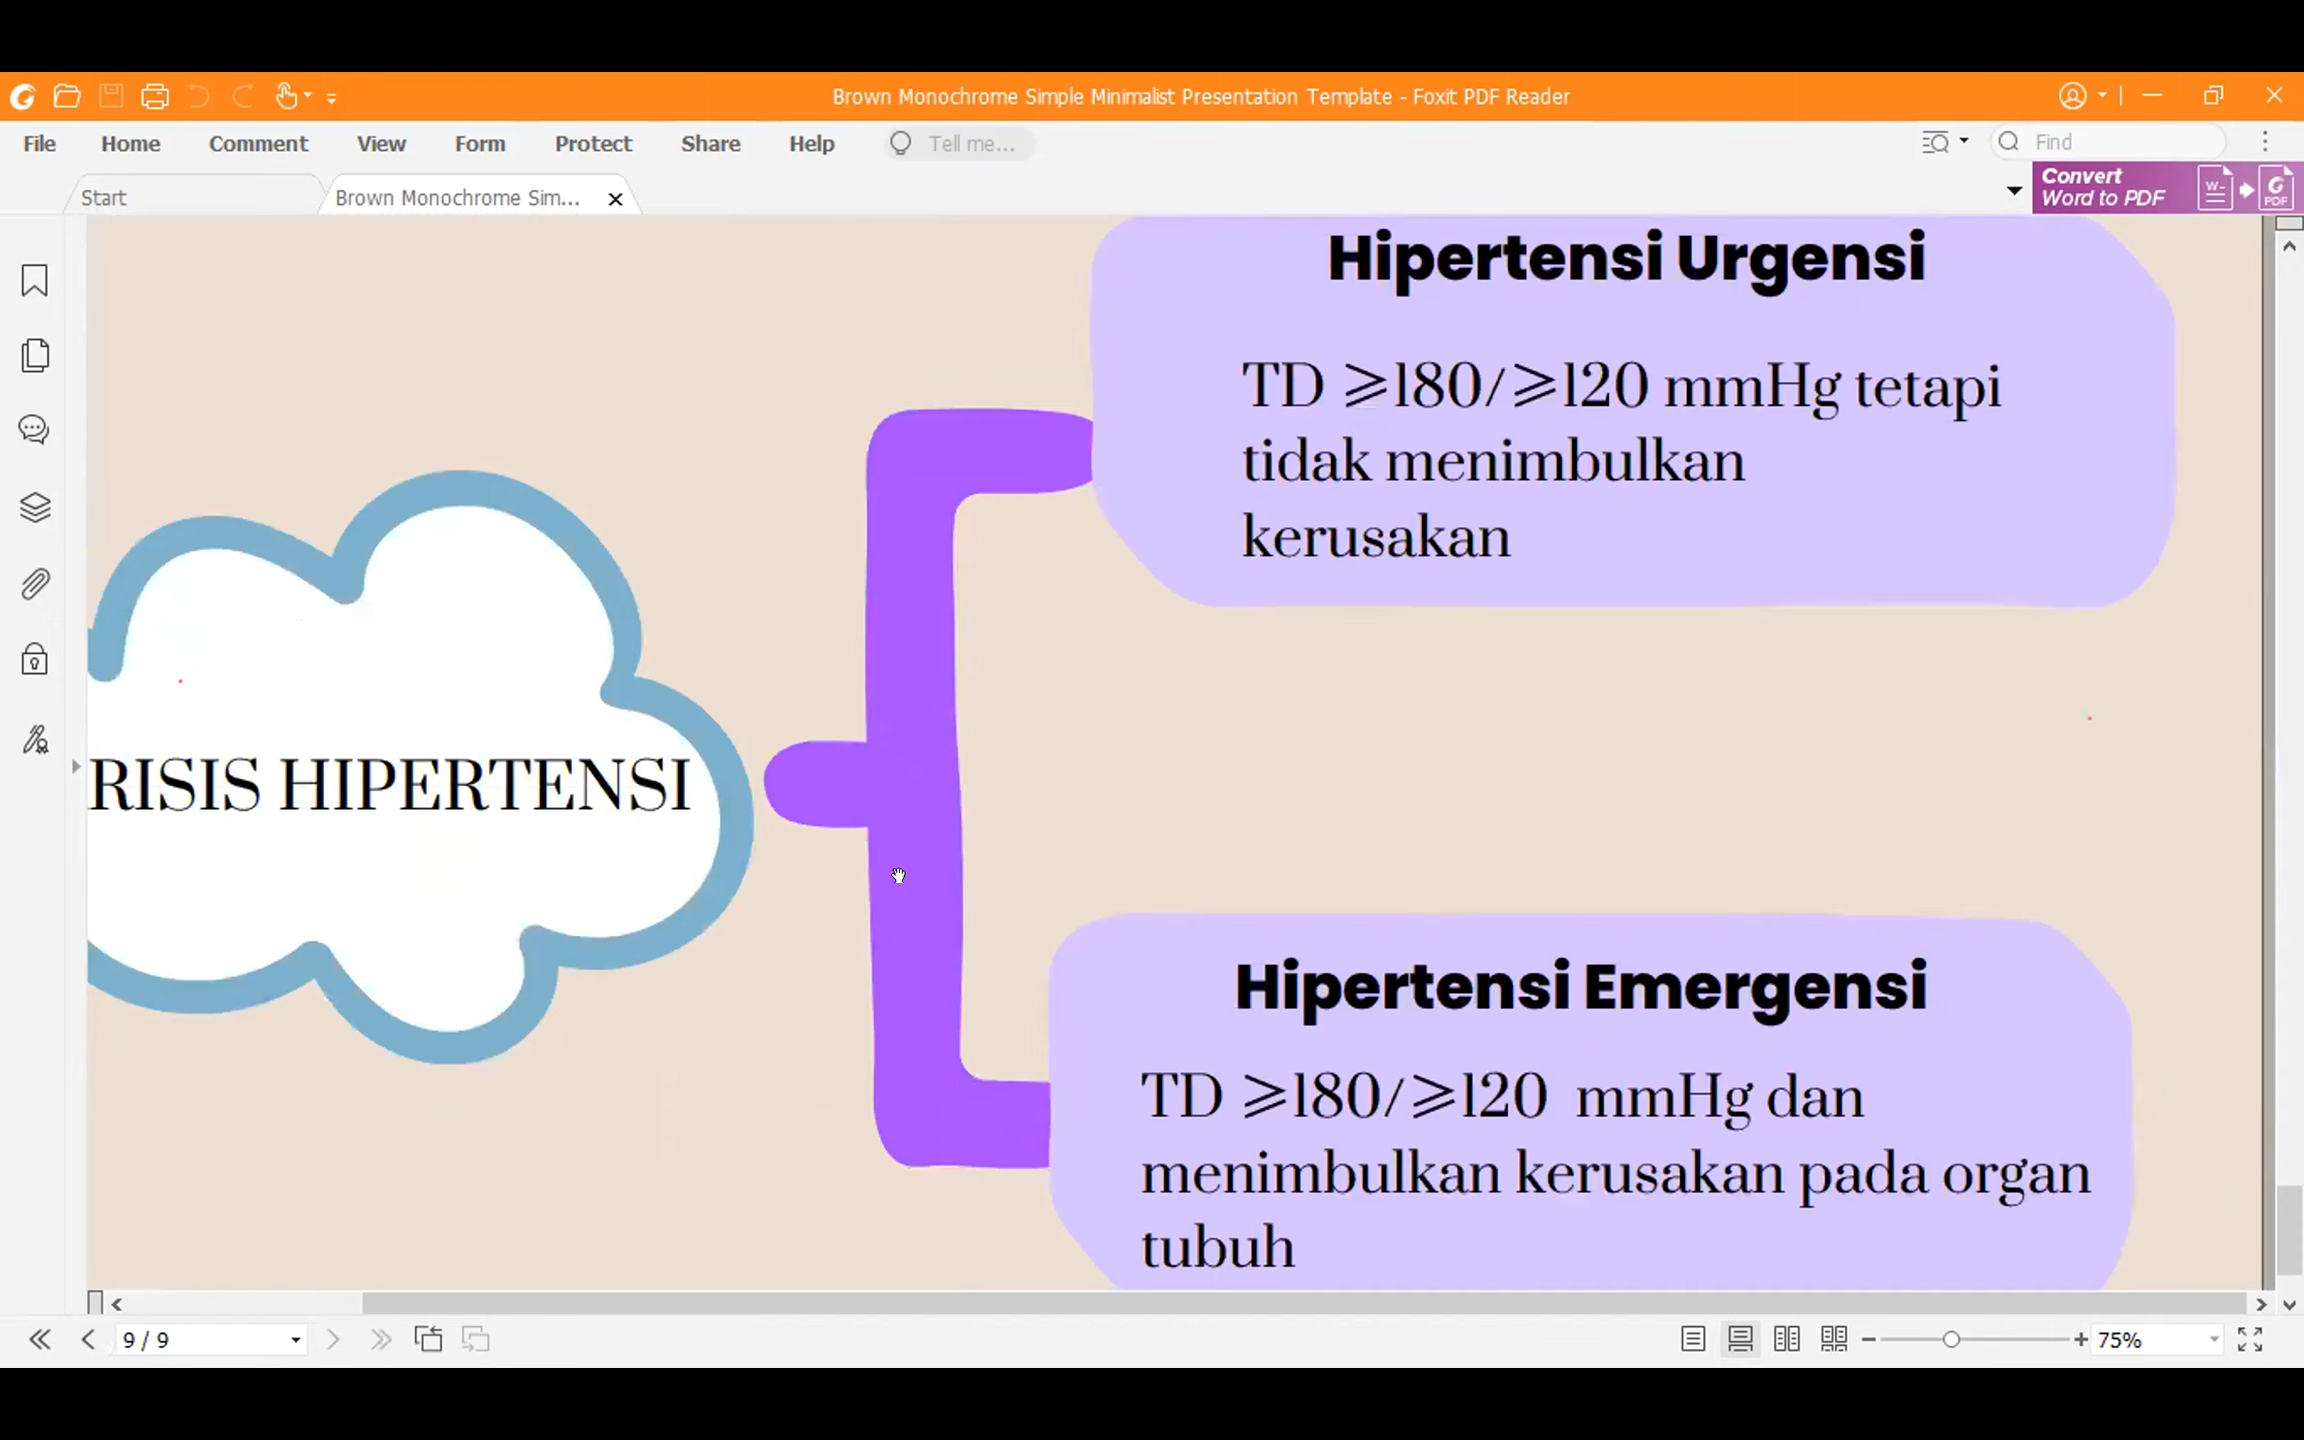 Brown Monochrome Simple Minimalist Presentation Template - Foxit PDF Reader
File Home Comment View Form Protect Share Help Tell me... Find
Start Brown Monochrome Sim... Convert
Word to PDF
W- PDF
Hipertensi Urgensi
TD ⩾180/⩾120 mmHg tetapi
tidak menimbulkan
kerusakan
RISIS HIPERTENSI
Hipertensi Emergensi
TD ⩾180/⩾120 mmHg dan
menimbulkan kerusakan pada organ
tubuh
9 / 9 75%